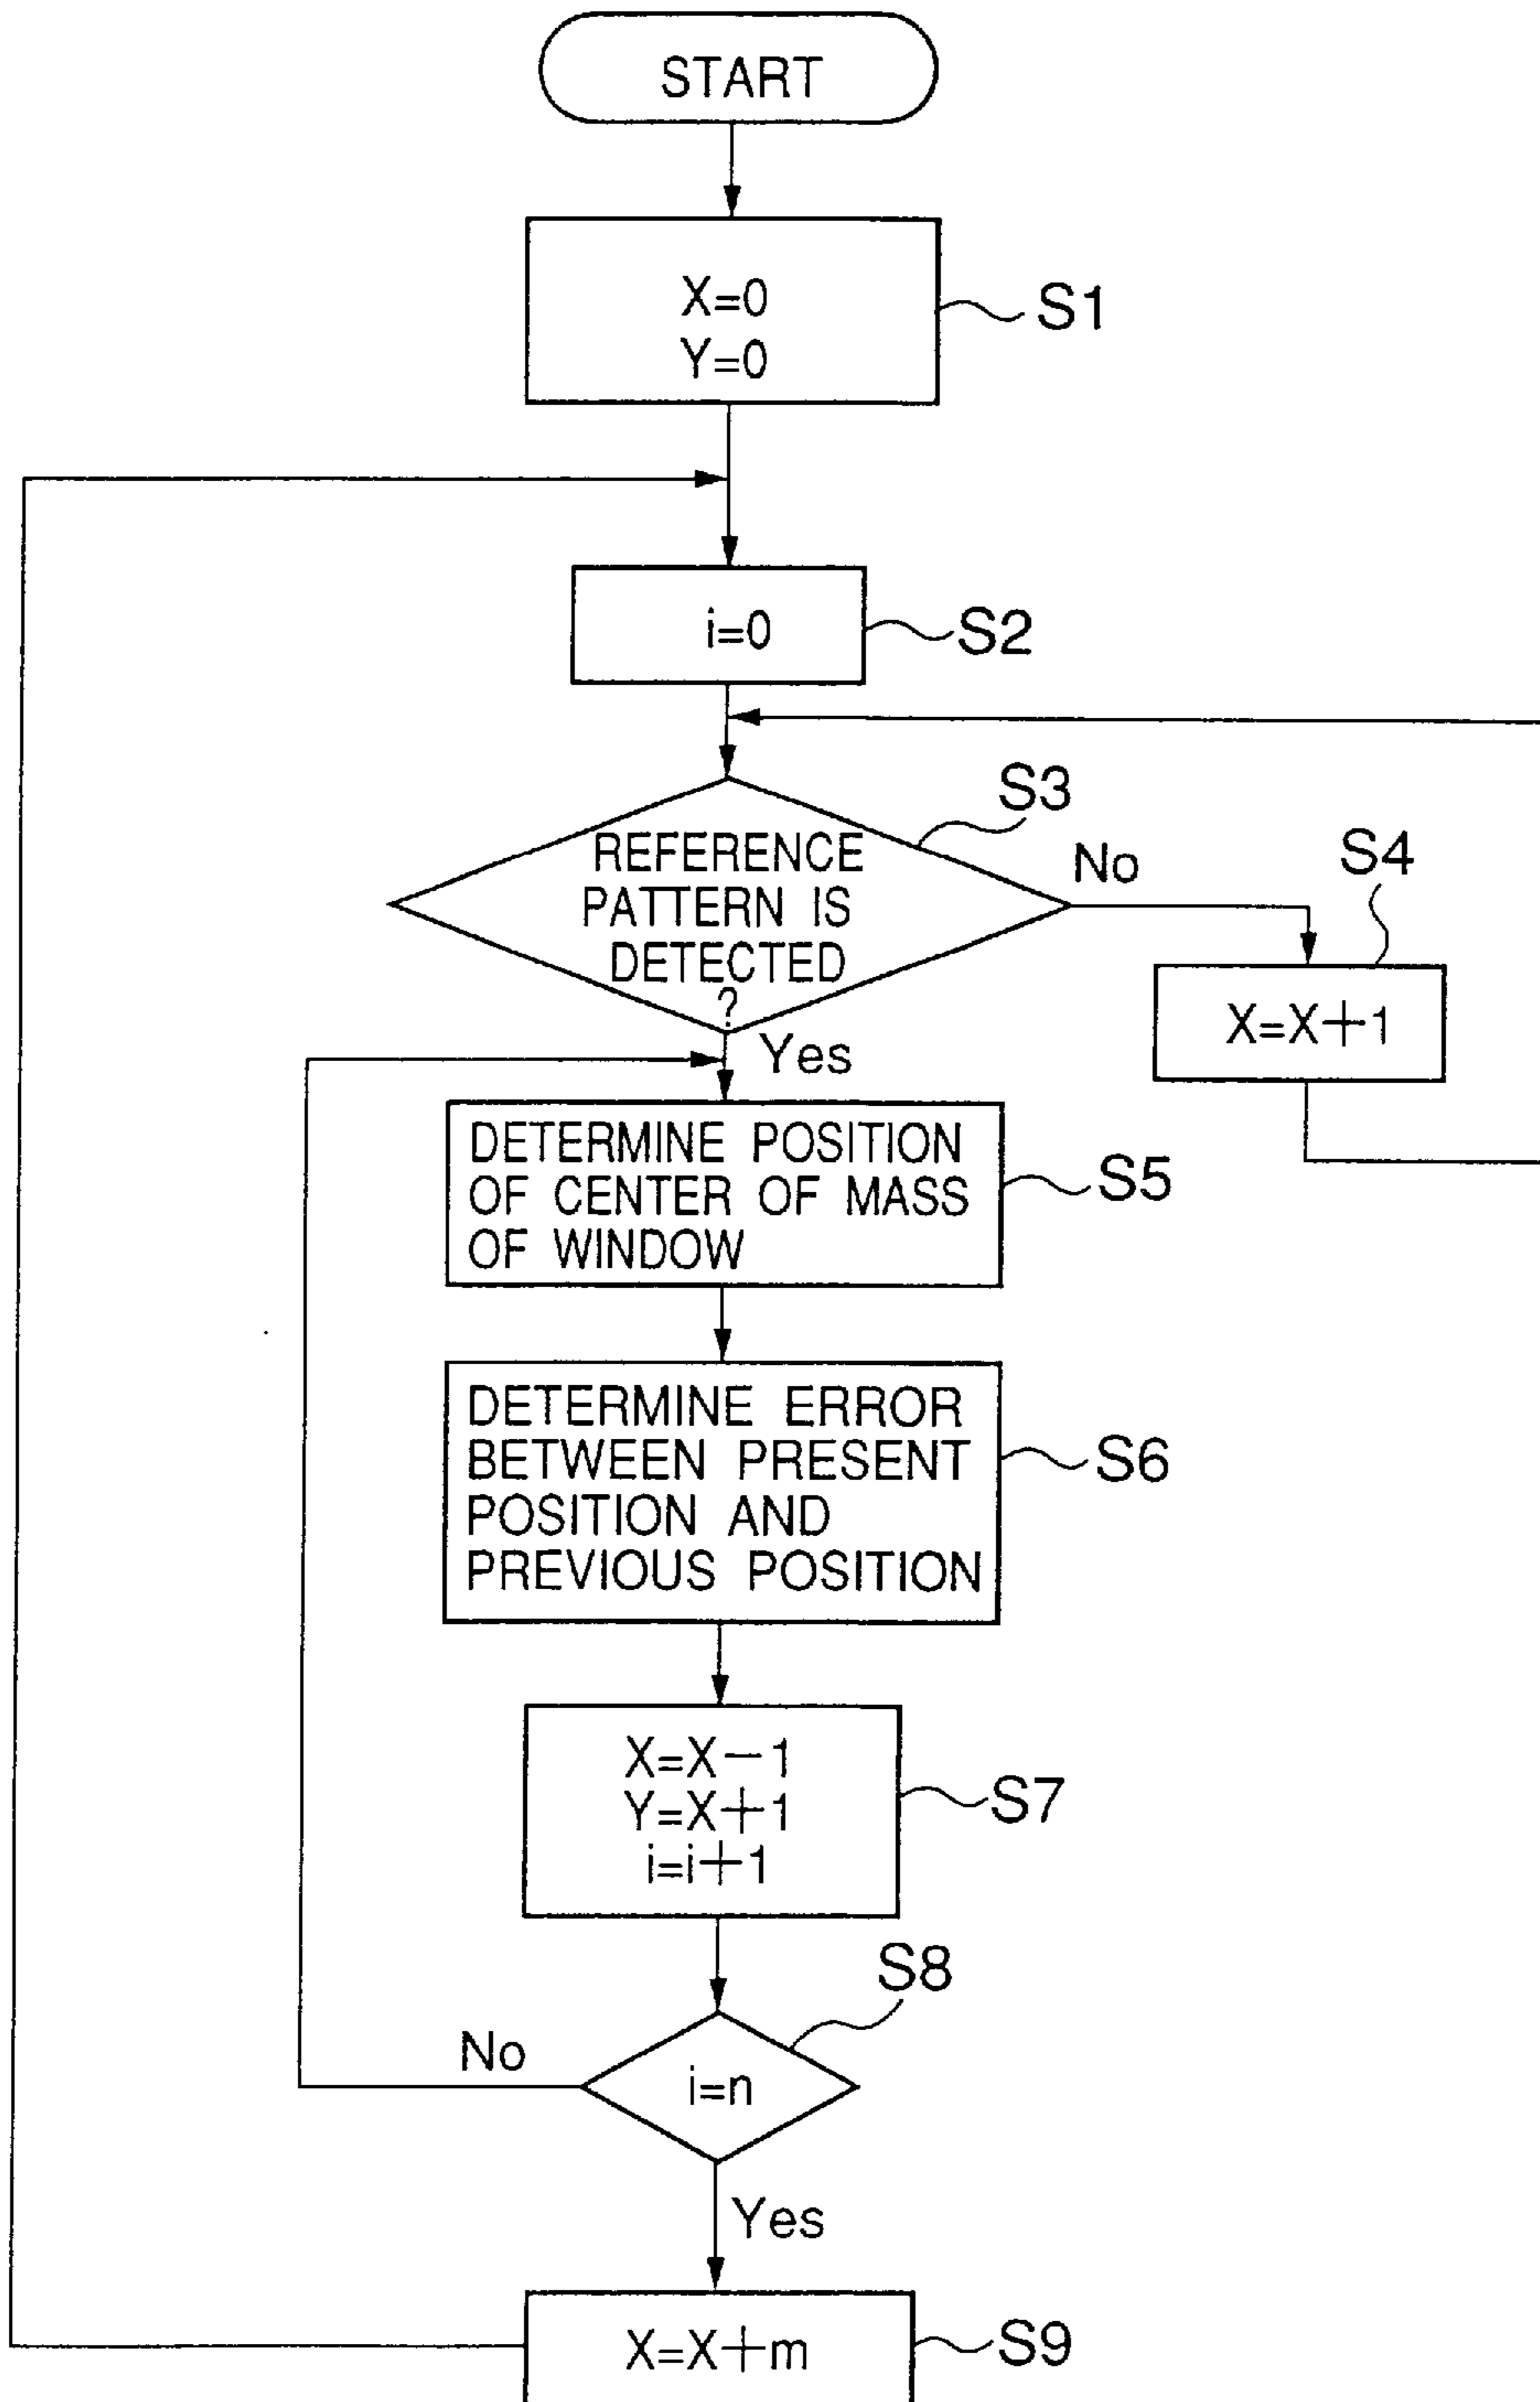 START
X=0
Y=0
S1
i=0
S2
S3
REFERENCE
PATTERN IS
DETECTED
?
No
S4
X=X+1
Yes
DETERMINE POSITION
OF CENTER OF MASS
OF WINDOW
S5
DETERMINE ERROR
BETWEEN PRESENT
POSITION AND
PREVIOUS POSITION
S6
X=X-1
Y=X+1
i=i+1
S7
S8
No
i=n
Yes
X=X+m
S9